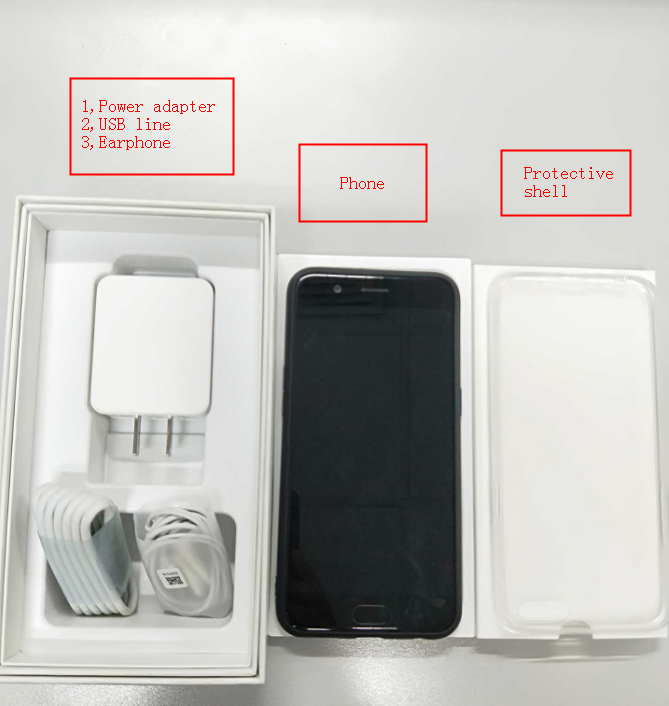 1,Power adapter
2,USB line
3,Earphone
Phone
Protective
shell